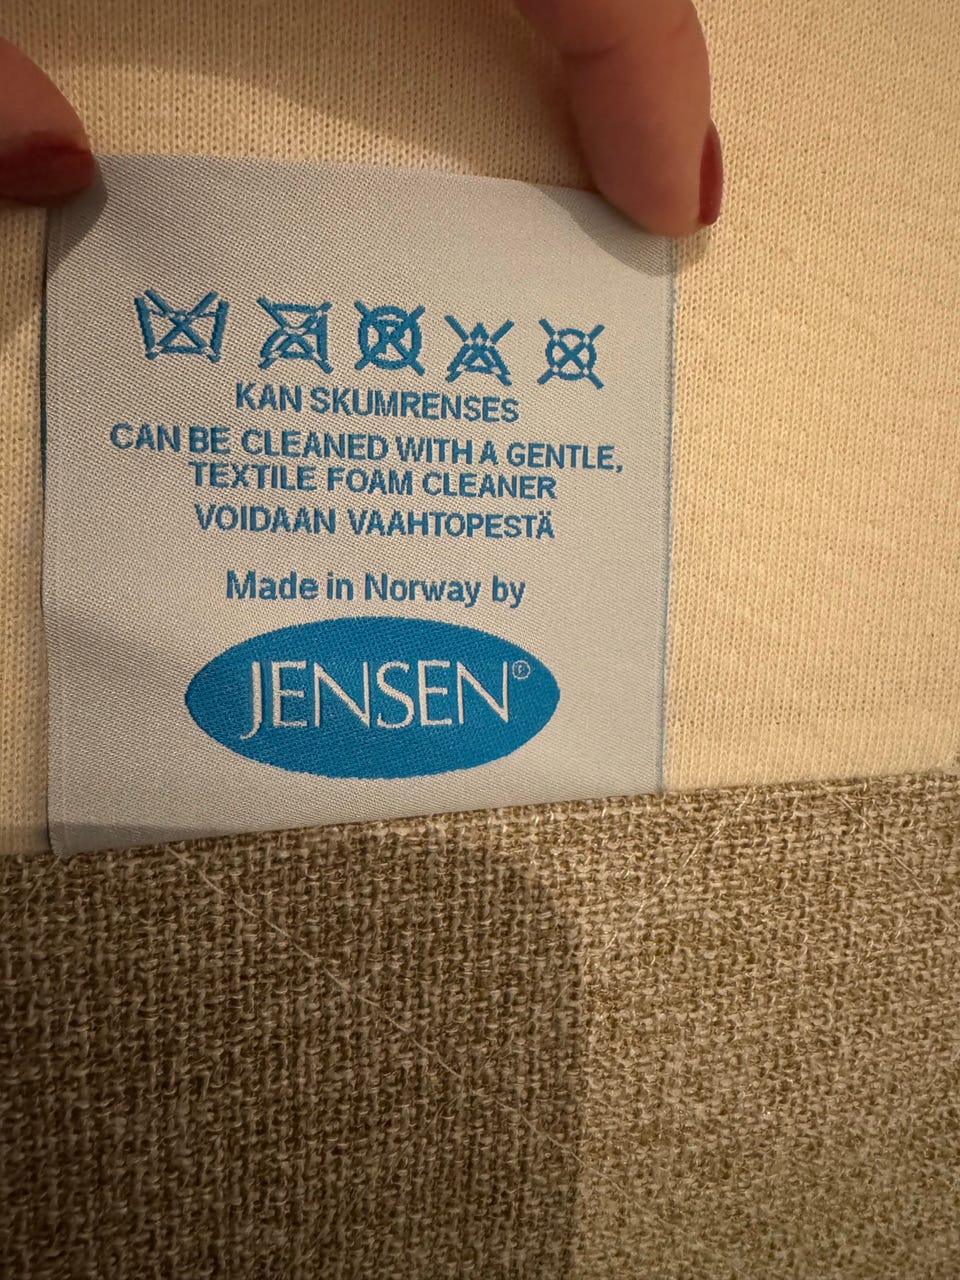 KAN SKUMRENSES
CAN BE CLEANED WITH A GENTLE,
TEXTILE FOAM CLEANER
VOIDAAN VAAHTOPESTÄ
Made in Norway by
JENSEN®